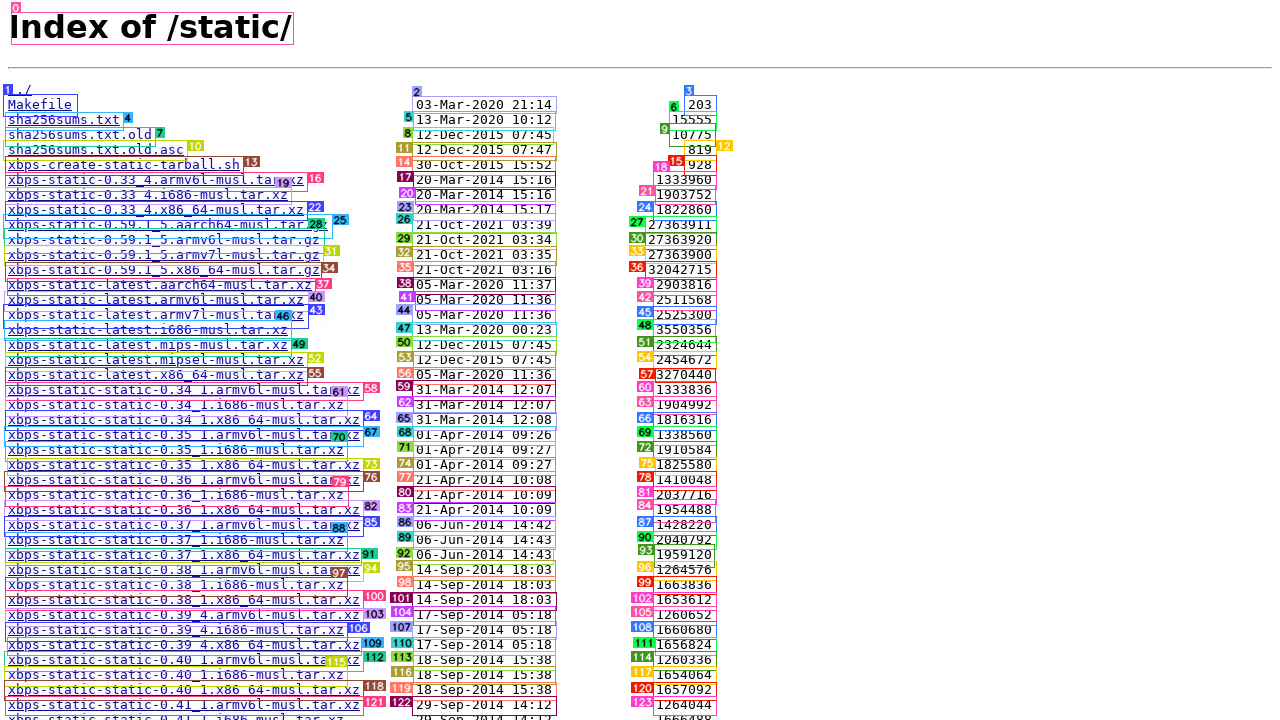 Index of /static/
../
Makefile 03-Mar-2020 21:14 203
sha256sums.txt 13-Mar-2020 10:12 15555
sha256sums.txt.old 12-Dec-2015 07:45 10775
sha256sums.txt.old.asc 12-Dec-2015 07:47 819
xbps-create-static-tarball.sh 30-Oct-2015 15:52 928
xbps-static-0.33_4.armv6l-musl.tar.xz 20-Mar-2014 15:16 1333960
xbps-static-0.33_4.i686-musl.tar.xz 20-Mar-2014 15:16 1903752
xbps-static-0.33_4.x86_64-musl.tar.xz 20-Mar-2014 15:17 1822860
xbps-static-0.59.1_5.aarch64-musl.tar.gz 21-Oct-2021 03:39 27363911
xbps-static-0.59.1_5.armv6l-musl.tar.gz 21-Oct-2021 03:34 27363920
xbps-static-0.59.1_5.armv7l-musl.tar.gz 21-Oct-2021 03:35 27363900
xbps-static-0.59.1_5.x86_64-musl.tar.gz 21-Oct-2021 03:16 32042715
xbps-static-latest.aarch64-musl.tar.xz 05-Mar-2020 11:37 2903816
xbps-static-latest.armv6l-musl.tar.xz 05-Mar-2020 11:36 2511568
xbps-static-latest.armv7l-musl.tar.xz 05-Mar-2020 11:36 2525300
xbps-static-latest.i686-musl.tar.xz 13-Mar-2020 00:23 3550356
xbps-static-latest.mips-musl.tar.xz 12-Dec-2015 07:45 2324644
xbps-static-latest.mipsel-musl.tar.xz 12-Dec-2015 07:45 2454672
xbps-static-latest.x86_64-musl.tar.xz 05-Mar-2020 11:36 3270440
xbps-static-static-0.34_1.armv6l-musl.tar.xz 31-Mar-2014 12:07 1333836
xbps-static-static-0.34_1.i686-musl.tar.xz 31-Mar-2014 12:07 1904992
xbps-static-static-0.34_1.x86_64-musl.tar.xz 31-Mar-2014 12:08 1816316
xbps-static-static-0.35_1.armv6l-musl.tar.xz 01-Apr-2014 09:26 1338560
xbps-static-static-0.35_1.i686-musl.tar.xz 01-Apr-2014 09:27 1910584
xbps-static-static-0.35_1.x86_64-musl.tar.xz 01-Apr-2014 09:27 1825580
xbps-static-static-0.36_1.armv6l-musl.tar.xz 21-Apr-2014 10:08 1410048
xbps-static-static-0.36_1.i686-musl.tar.xz 21-Apr-2014 10:09 2037716
xbps-static-static-0.36_1.x86_64-musl.tar.xz 21-Apr-2014 10:09 1954488
xbps-static-static-0.37_1.armv6l-musl.tar.xz 06-Jun-2014 14:42 1428220
xbps-static-static-0.37_1.i686-musl.tar.xz 06-Jun-2014 14:43 2040792
xbps-static-static-0.37_1.x86_64-musl.tar.xz 06-Jun-2014 14:43 1959120
xbps-static-static-0.38_1.armv6l-musl.tar.xz 14-Sep-2014 18:03 1264576
xbps-static-static-0.38_1.i686-musl.tar.xz 14-Sep-2014 18:03 1663836
xbps-static-static-0.38_1.x86_64-musl.tar.xz 14-Sep-2014 18:03 1653612
xbps-static-static-0.39_4.armv6l-musl.tar.xz 17-Sep-2014 05:18 1260652
xbps-static-static-0.39_4.i686-musl.tar.xz 17-Sep-2014 05:18 1660680
xbps-static-static-0.39_4.x86_64-musl.tar.xz 17-Sep-2014 05:18 1656824
xbps-static-static-0.40_1.armv6l-musl.tar.xz 18-Sep-2014 15:38 1260336
xbps-static-static-0.40_1.i686-musl.tar.xz 18-Sep-2014 15:38 1654064
xbps-static-static-0.40_1.x86_64-musl.tar.xz 18-Sep-2014 15:38 1657092
xbps-static-static-0.41_1.armv6l-musl.tar.xz 29-Sep-2014 14:12 1264044
xbps-static-static-0.41_1.i686-musl.tar.xz 29-Sep-2014 14:12 1666488